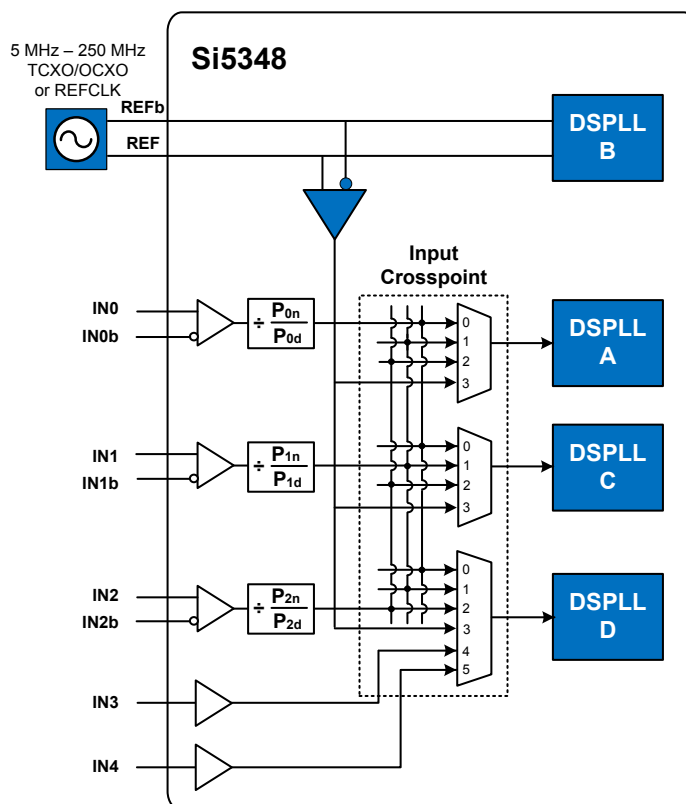 5 MHz – 250 MHz
TCXO/OCXO
or REFCLK
Si5348
REFb
REF
DSPLL
B
Input
Crosspoint
IN0
IN0b
÷ P0n
P0d
0
1
2
3
DSPLL
A
IN1
IN1b
÷ P1n
P1d
0
1
2
3
DSPLL
C
IN2
IN2b
÷ P2n
P2d
0
1
2
3
4
5
DSPLL
D
IN3
IN4